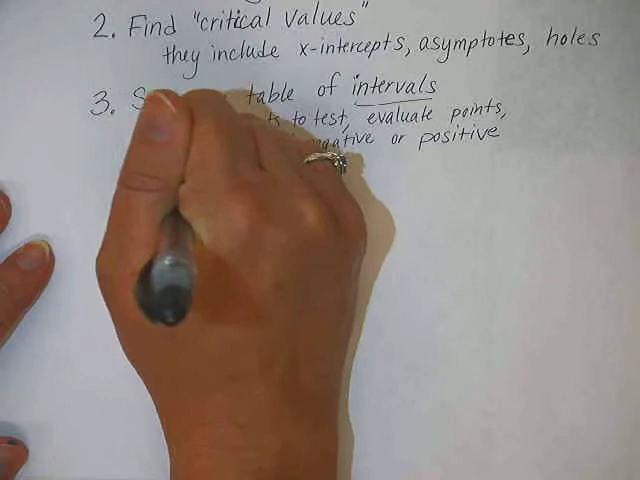 2. Find "critical values"
they include x-intercepts, asymptotes, holes
3. table of intervals
to test, evaluate points,
or positive